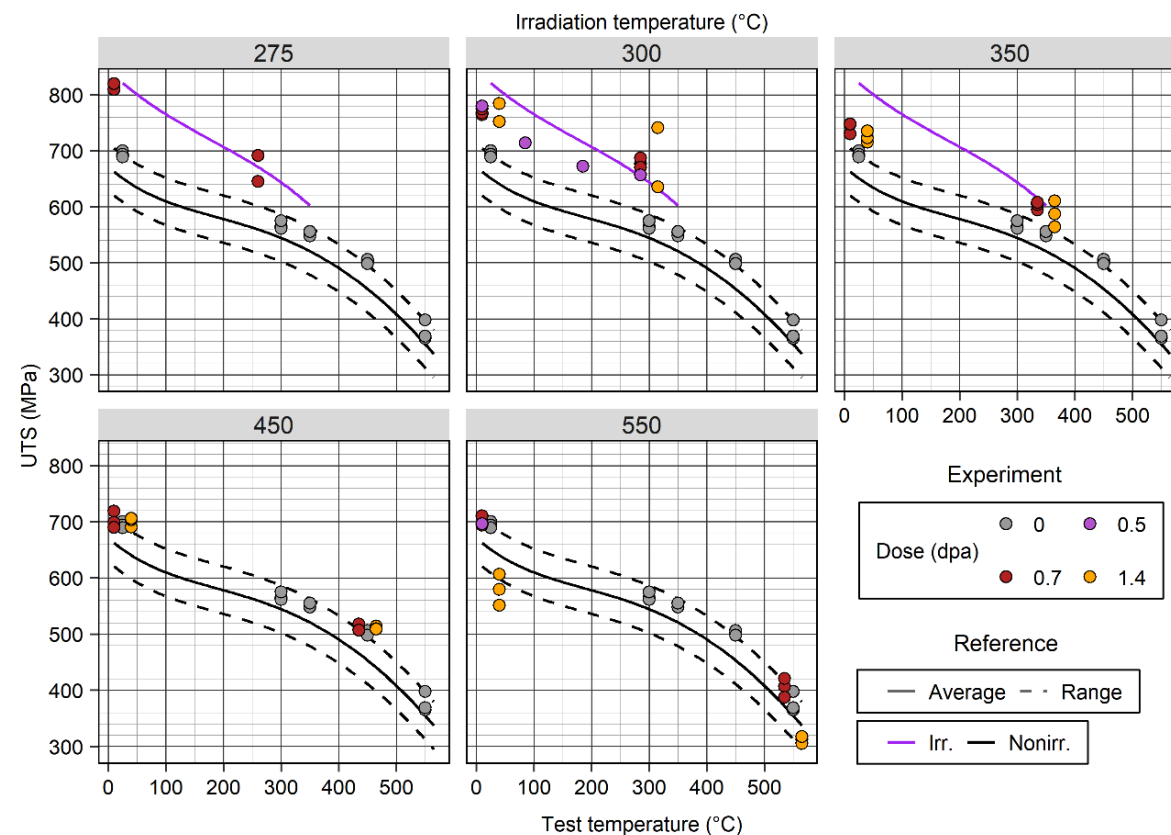 Irradiation temperature (°C)
275
300
350
800
700
600
500
400
300
0 100 200 300 400 500
450
550
800
700
600
500
400
300
0 100 200 300 400 500
0 100 200 300 400 500
UTS (MPa)
Test temperature (°C)
Experiment
Dose (dpa)
0 0.5
0.7 1.4
Reference
Average Range
Irr. Nonirr.